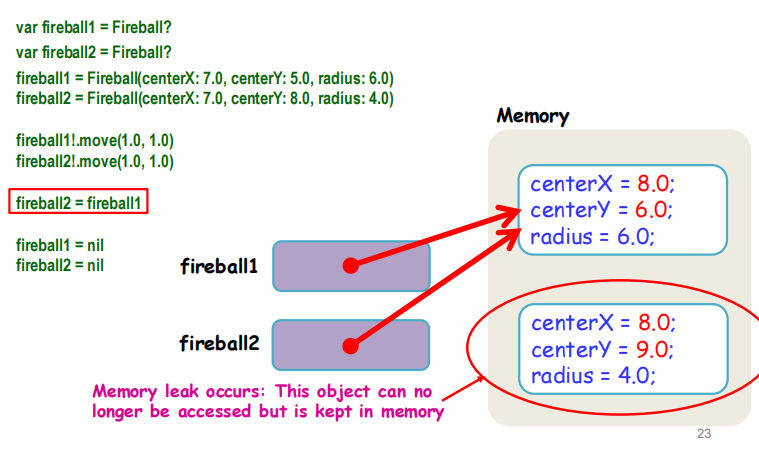 var fireball1 = Fireball?
var fireball2 = Fireball?
fireball1 = Fireball(centerX: 7.0, centerY: 5.0, radius: 6.0)
fireball2 = Fireball(centerX: 7.0, centerY: 8.0, radius: 4.0)
fireball1!.move(1.0, 1.0)
fireball2!.move(1.0, 1.0)
fireball2 = fireball1
fireball1 = nil
fireball2 = nil
Memory
centerX = 8.0;
centerY = 6.0;
radius = 6.0;
fireball1
fireball2
centerX = 8.0;
centerY = 9.0;
radius = 4.0;
Memory leak occurs: This object can no
longer be accessed but is kept in memory
23